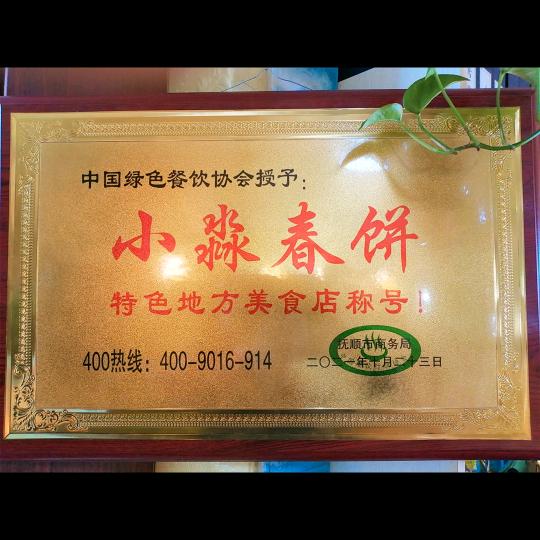 中国绿色餐饮协会授予:
小淼春饼
特色地方美食店称号!
抚顺市商务局
400热线: 400-9016-914
二〇二一年十月二十三日